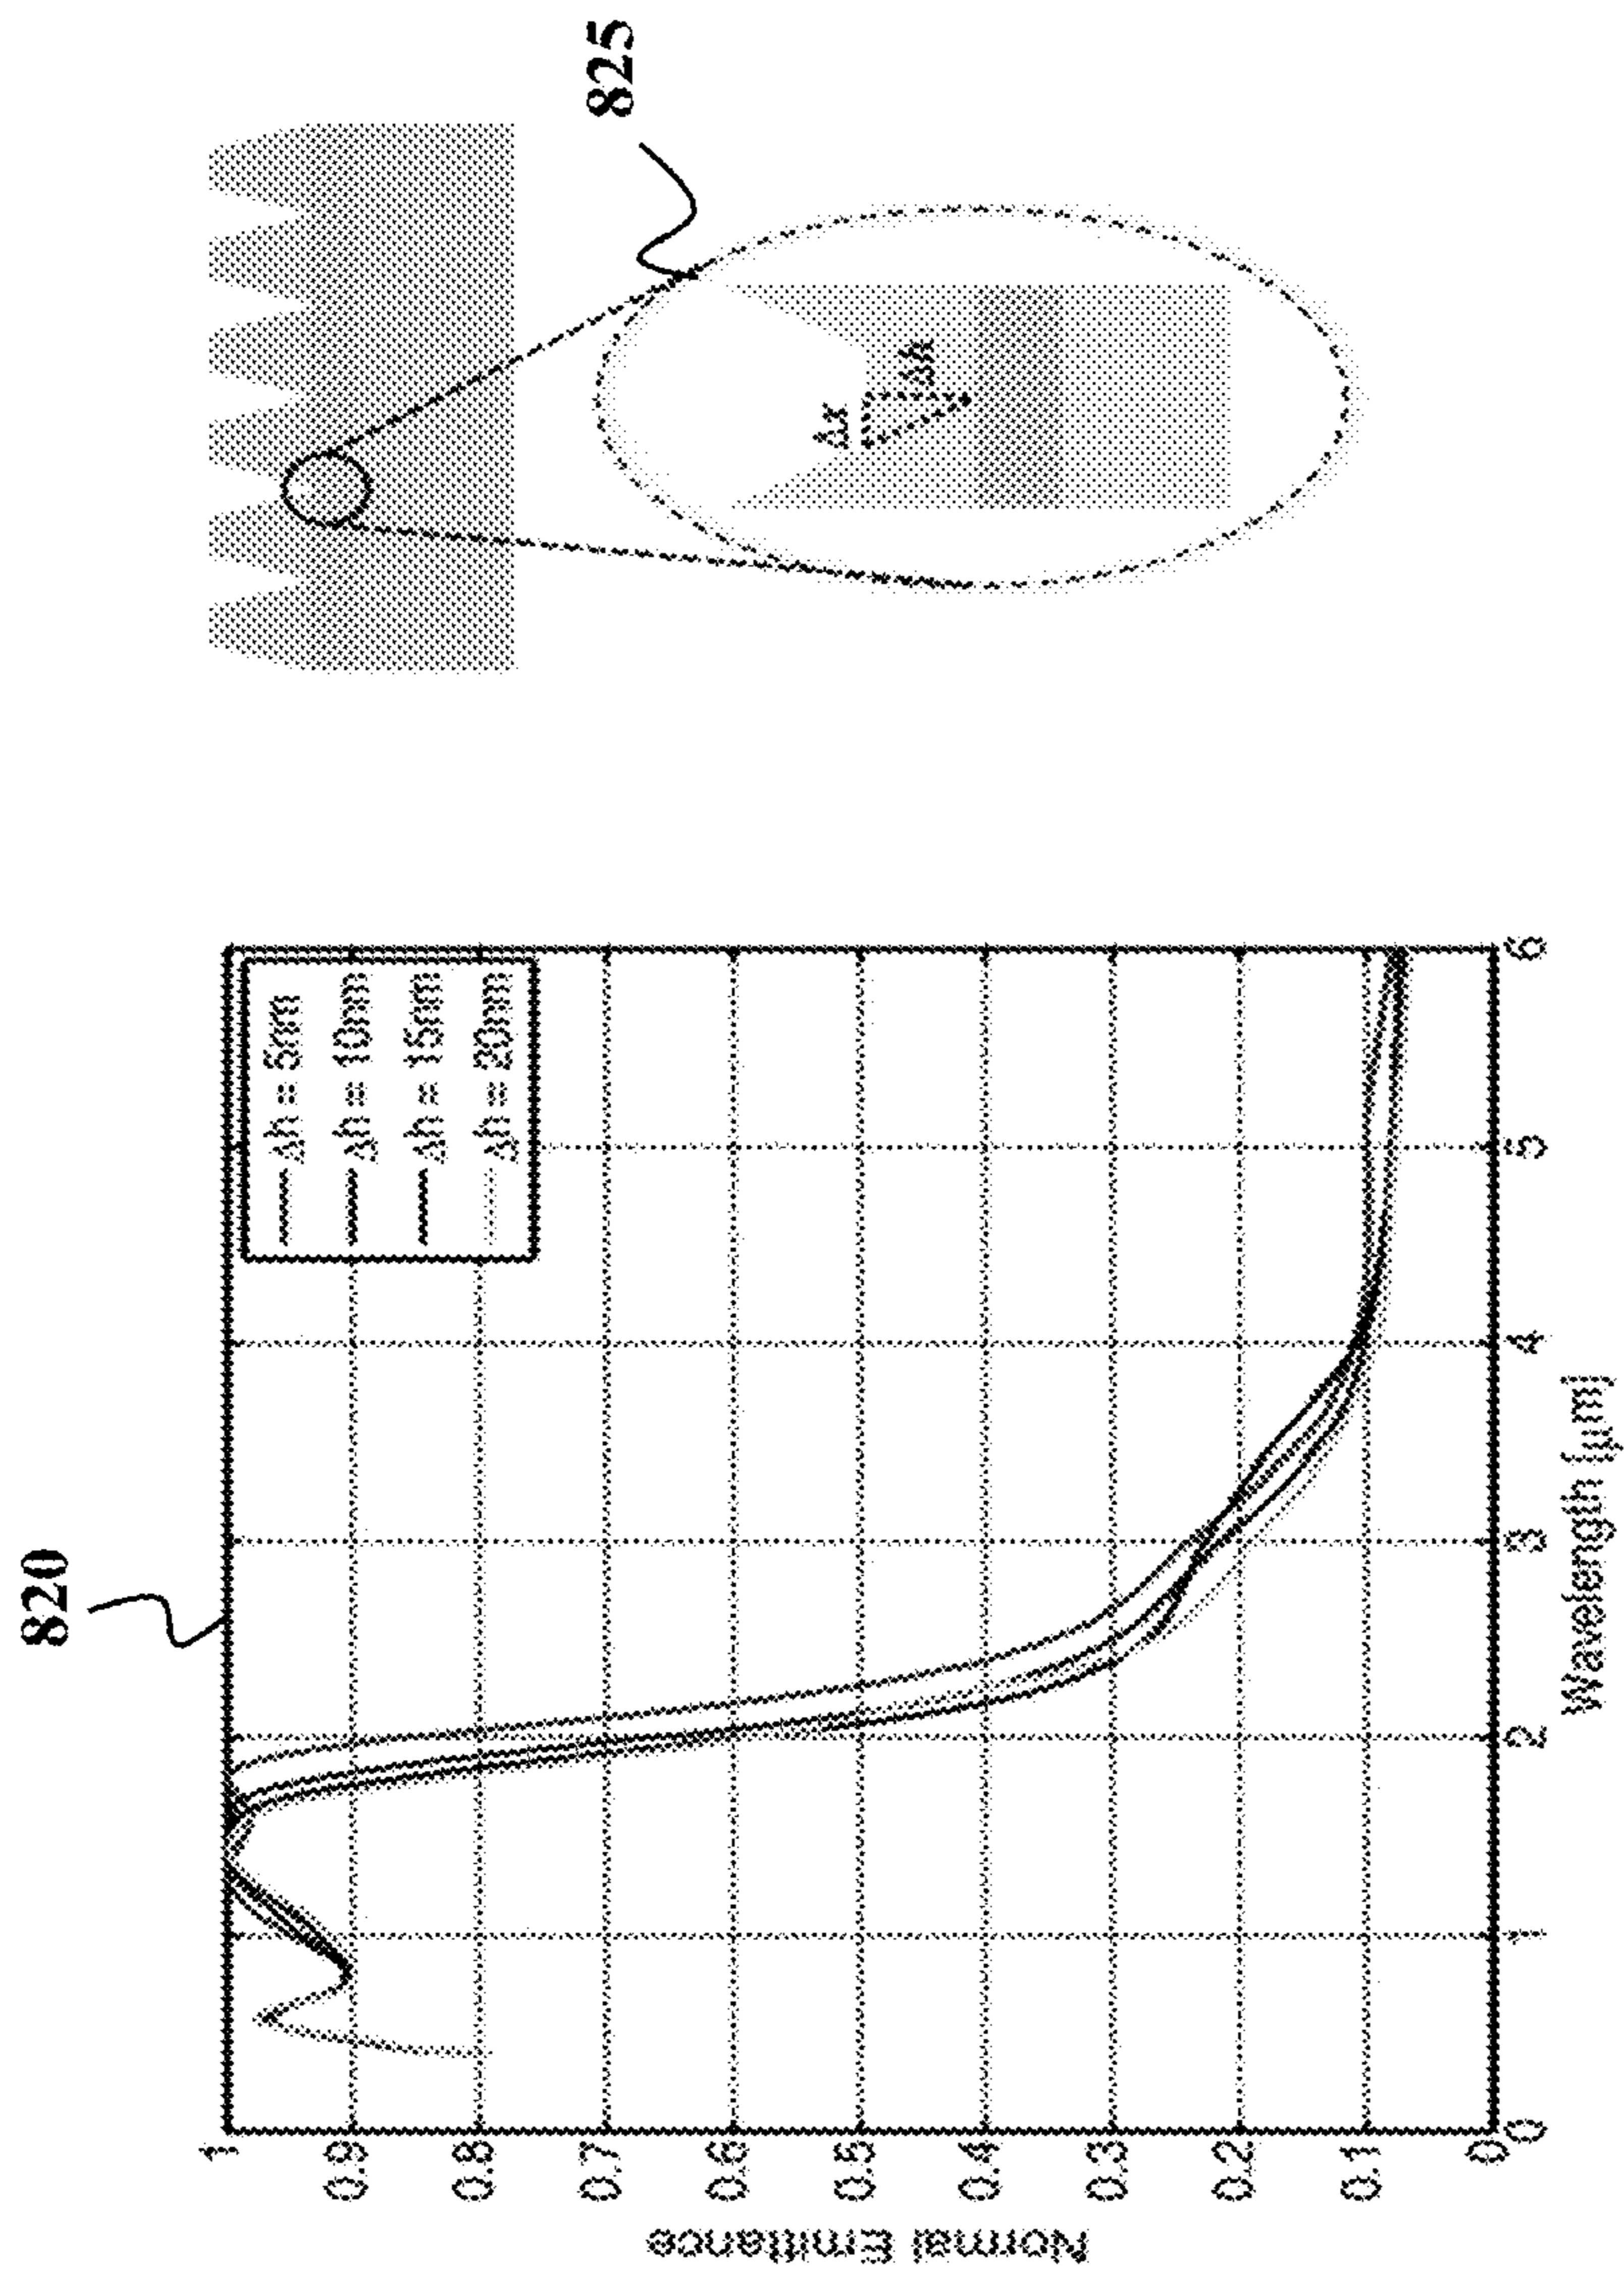 820
Normal Emittance
1
0.9
0.8
0.7
0.6
0.5
0.4
0.3
0.2
0.1
0
0 1 2 3 4 5 6
Wavelength [μm]
Δh = 5nm
Δh = 10nm
Δh = 15nm
Δh = 20nm
825
Δx
Δh